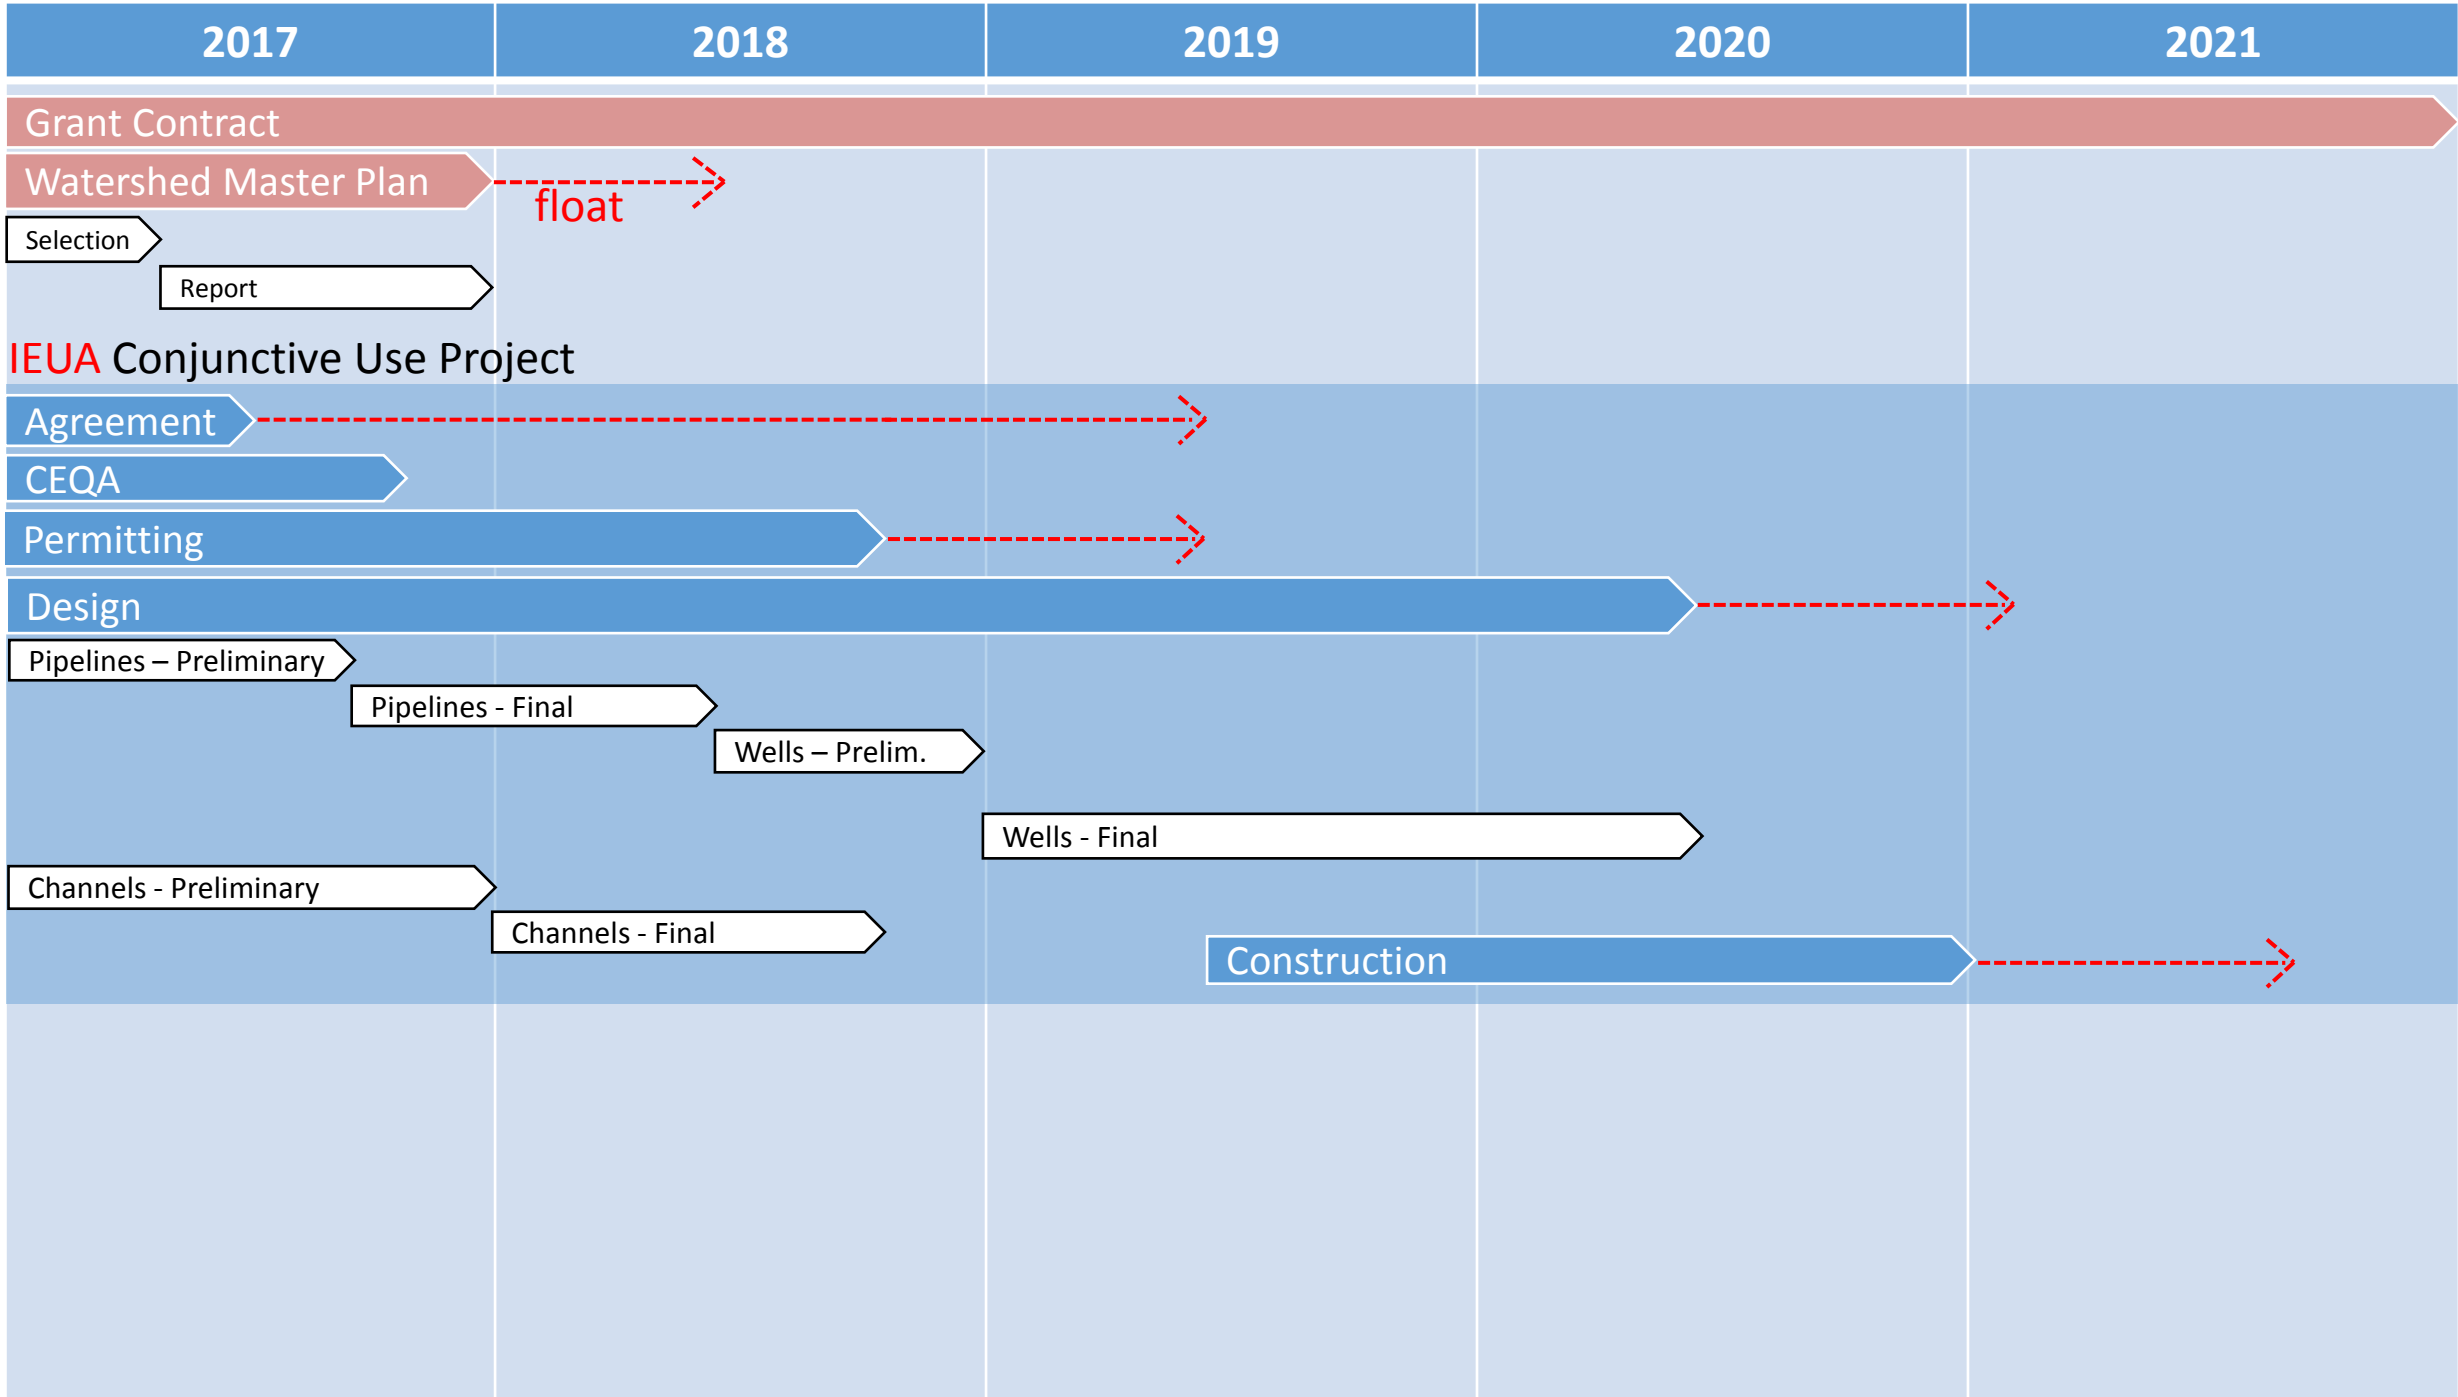 2017 2018 2019 2020 2021
Grant Contract
Watershed Master Plan
float
Selection
Report
IEUA Conjunctive Use Project
Agreement
CEQA
Permitting
Design
Pipelines – Preliminary
Pipelines - Final
Wells – Prelim.
Wells - Final
Channels - Preliminary
Channels - Final
Construction